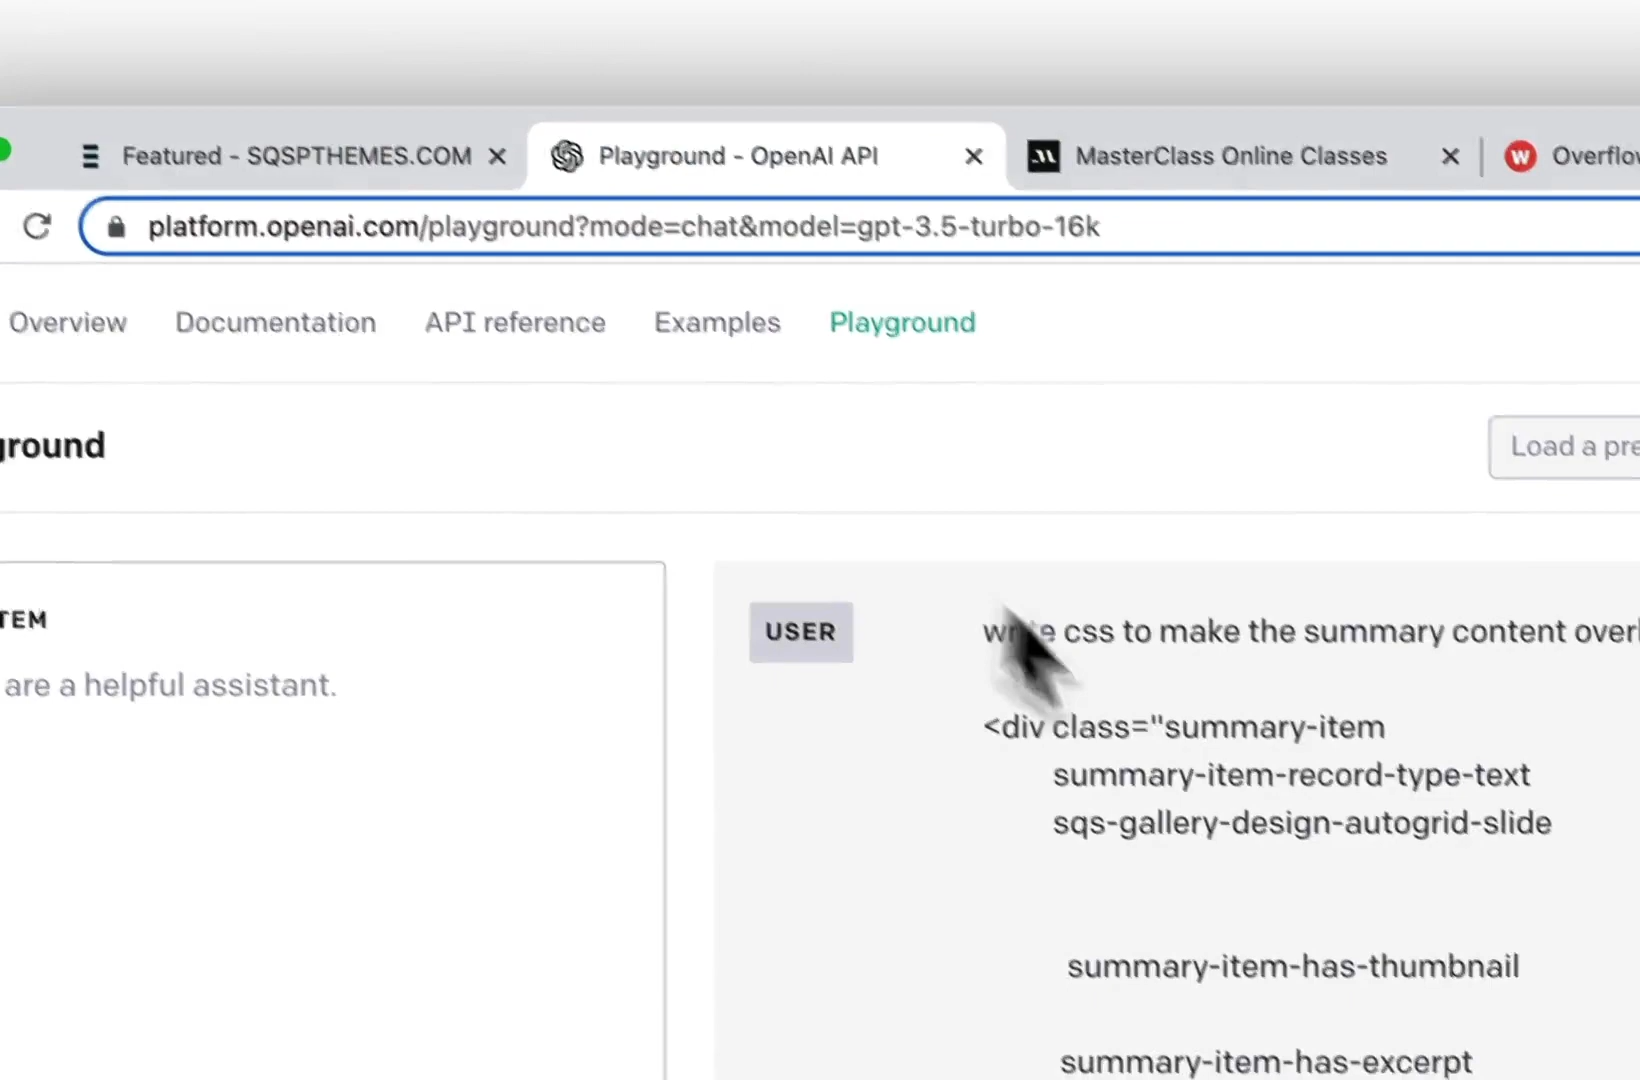 Featured - SQSPTHEMES.COM
Playground - OpenAI API
MasterClass Online Classes
Overflow
platform.openai.com/playground?mode=chat&model=gpt-3.5-turbo-16k
Overview Documentation API reference Examples Playground
ground
Load a pre
TEM
are a helpful assistant.
USER
write css to make the summary content overl
<div class="summary-item
summary-item-record-type-text
sqs-gallery-design-autogrid-slide
summary-item-has-thumbnail
summary-item-has-excerpt